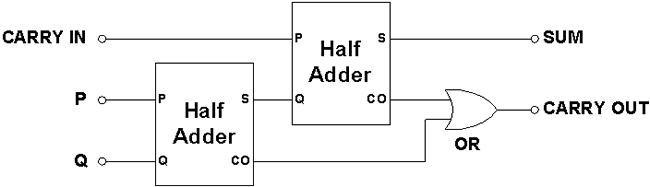 CARRY IN
P
S
SUM
Half
Adder
P
P
S
Q
CO
CARRY OUT
Half
Adder
OR
Q
Q
CO